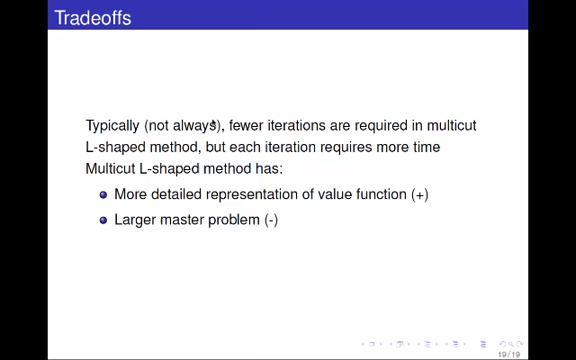 Tradeoffs
Typically (not always), fewer iterations are required in multicut
L-shaped method, but each iteration requires more time
Multicut L-shaped method has:
More detailed representation of value function (+)
Larger master problem (-)
19/19